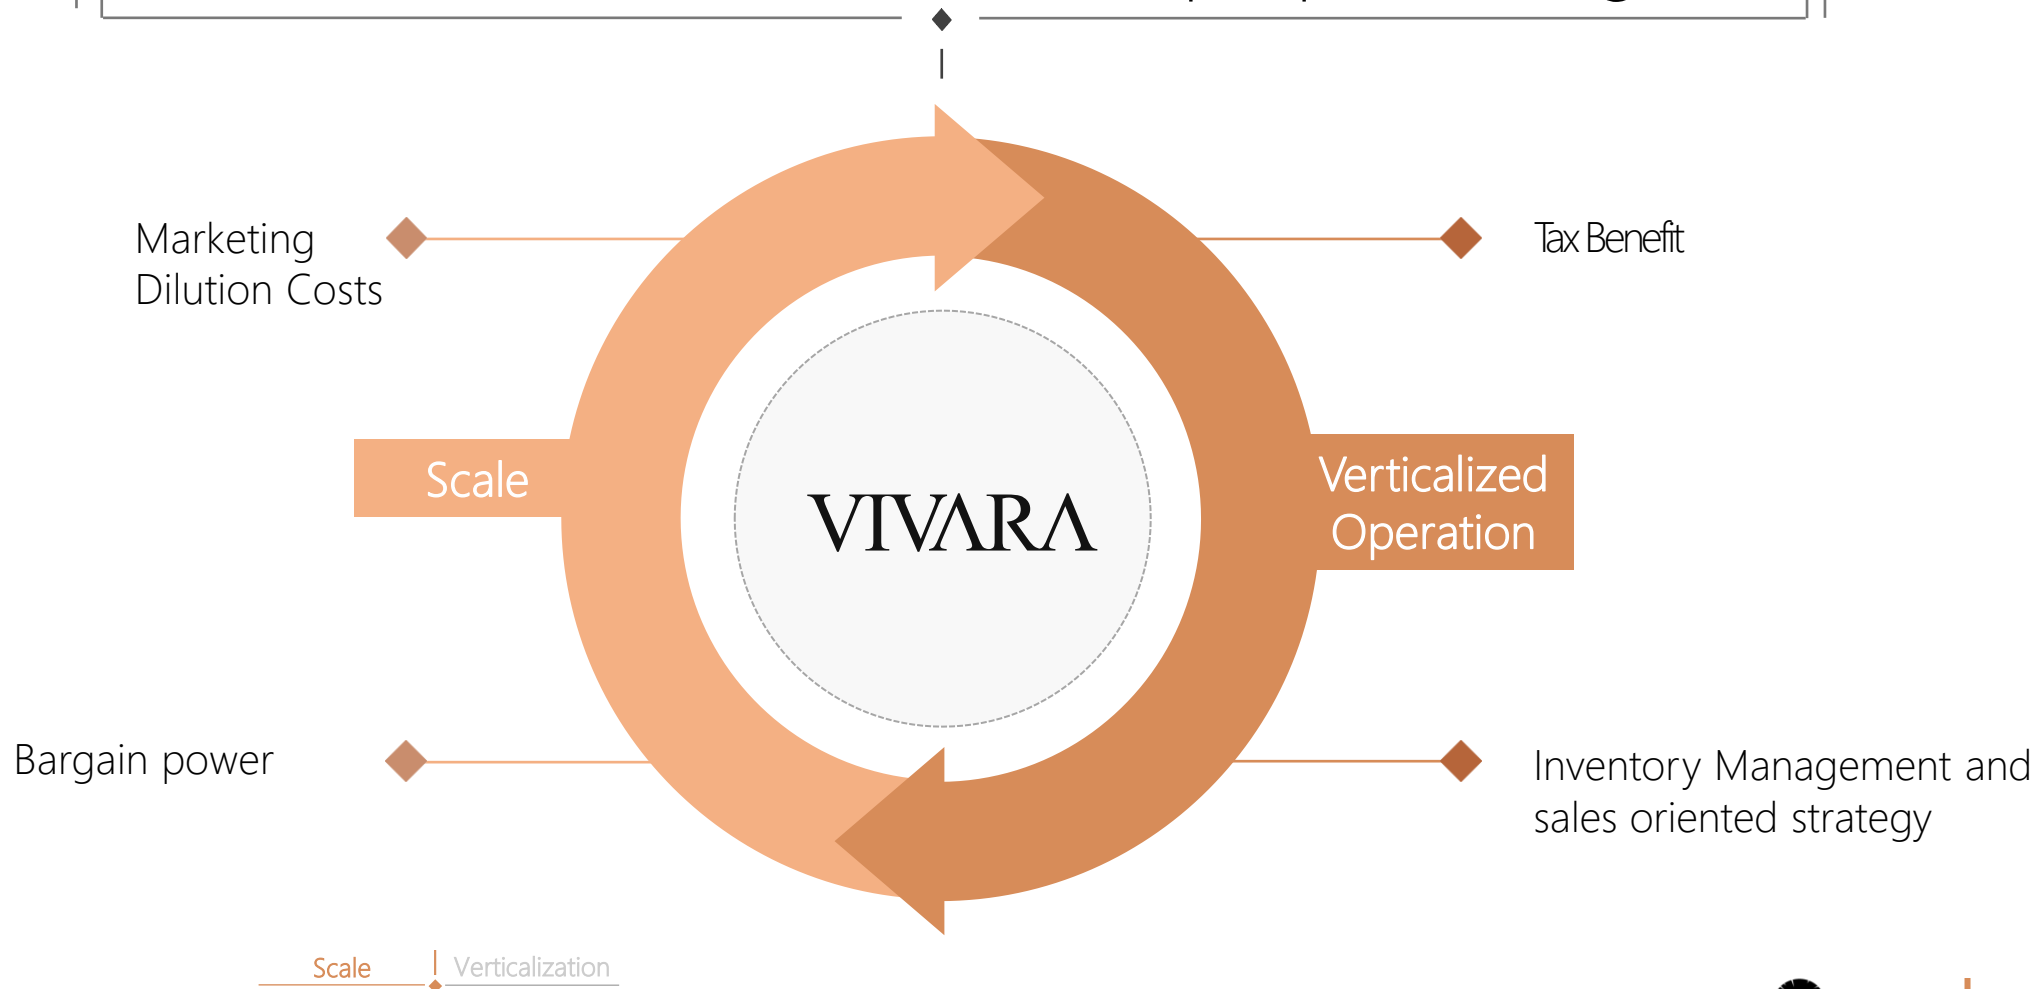 Marketing
Dilution Costs
Tax Benefit
Scale
VIVARA
Verticalized
Operation
Bargain power
Inventory Management and
sales oriented strategy
Scale
Verticalization